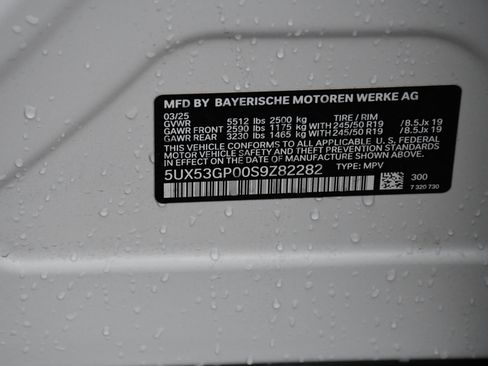 MFD BY BAYERISCHE MOTOREN WERKE AG
03/25 TIRE / RIM
GVWR 5512 lbs 2500 kg
GAWR FRONT 2590 lbs 1175 kg WITH 245/50 R19 / 8.5J x 19
GAWR REAR 3230 lbs 1465 kg WITH 245/50 R19 / 8.5J x 19
THIS VEHICLE CONFORMS TO ALL APPLICABLE U. S. FEDERAL
MOTOR VEHICLE SAFETY AND THEFT PREVENTION STANDARDS
IN EFFECT ON THE DATE OF MANUFACTURE SHOWN ABOVE.
5UX53GP00S9Z82282 TYPE: MPV
300
7 320 730